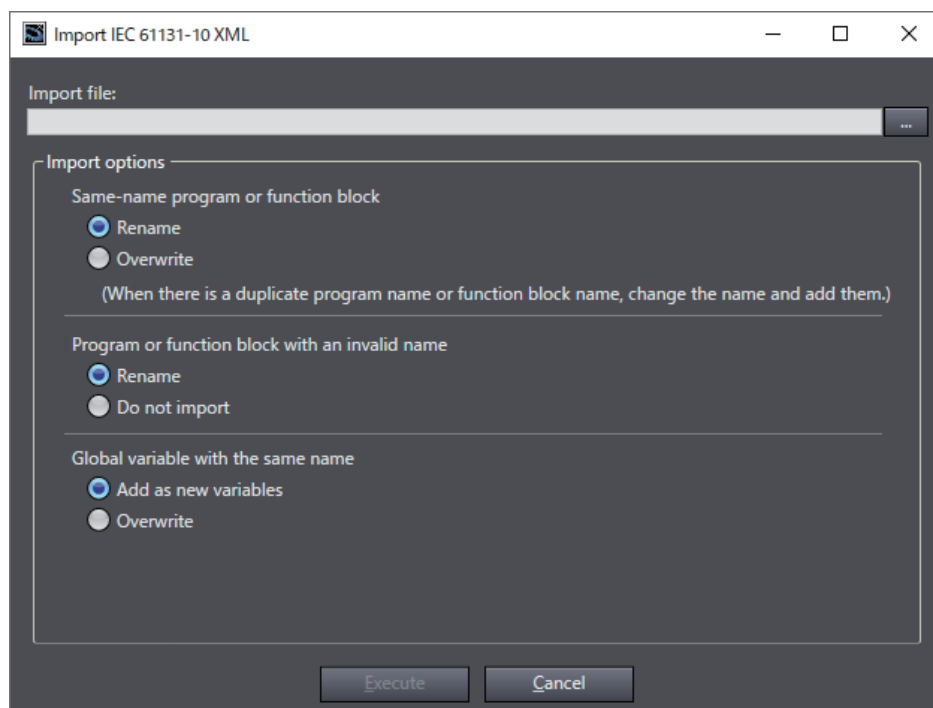 Import IEC 61131-10 XML
Import file:
...
Import options
Same-name program or function block
Rename
Overwrite
(When there is a duplicate program name or function block name, change the name and add them.)
Program or function block with an invalid name
Rename
Do not import
Global variable with the same name
Add as new variables
Overwrite
Execute Cancel